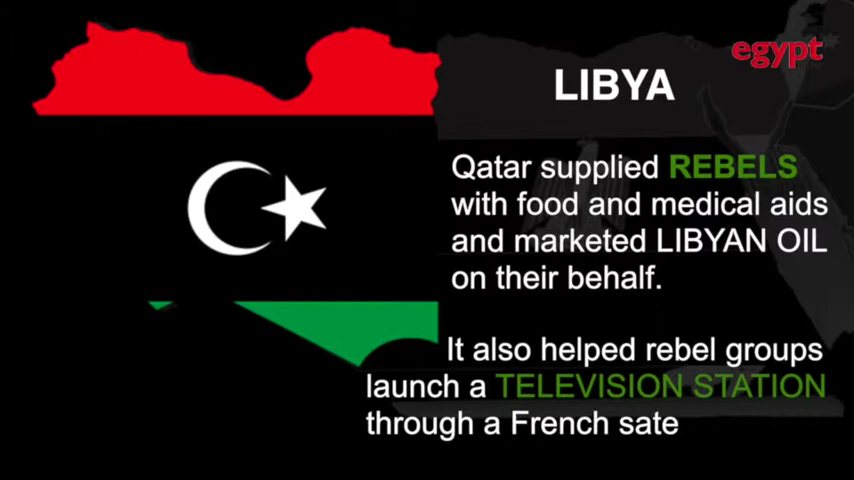 egypt
LIBYA
Qatar supplied REBELS
with food and medical aids
and marketed LIBYAN OIL
on their behalf.
It also helped rebel groups
launch a TELEVISION STATION
through a French sate